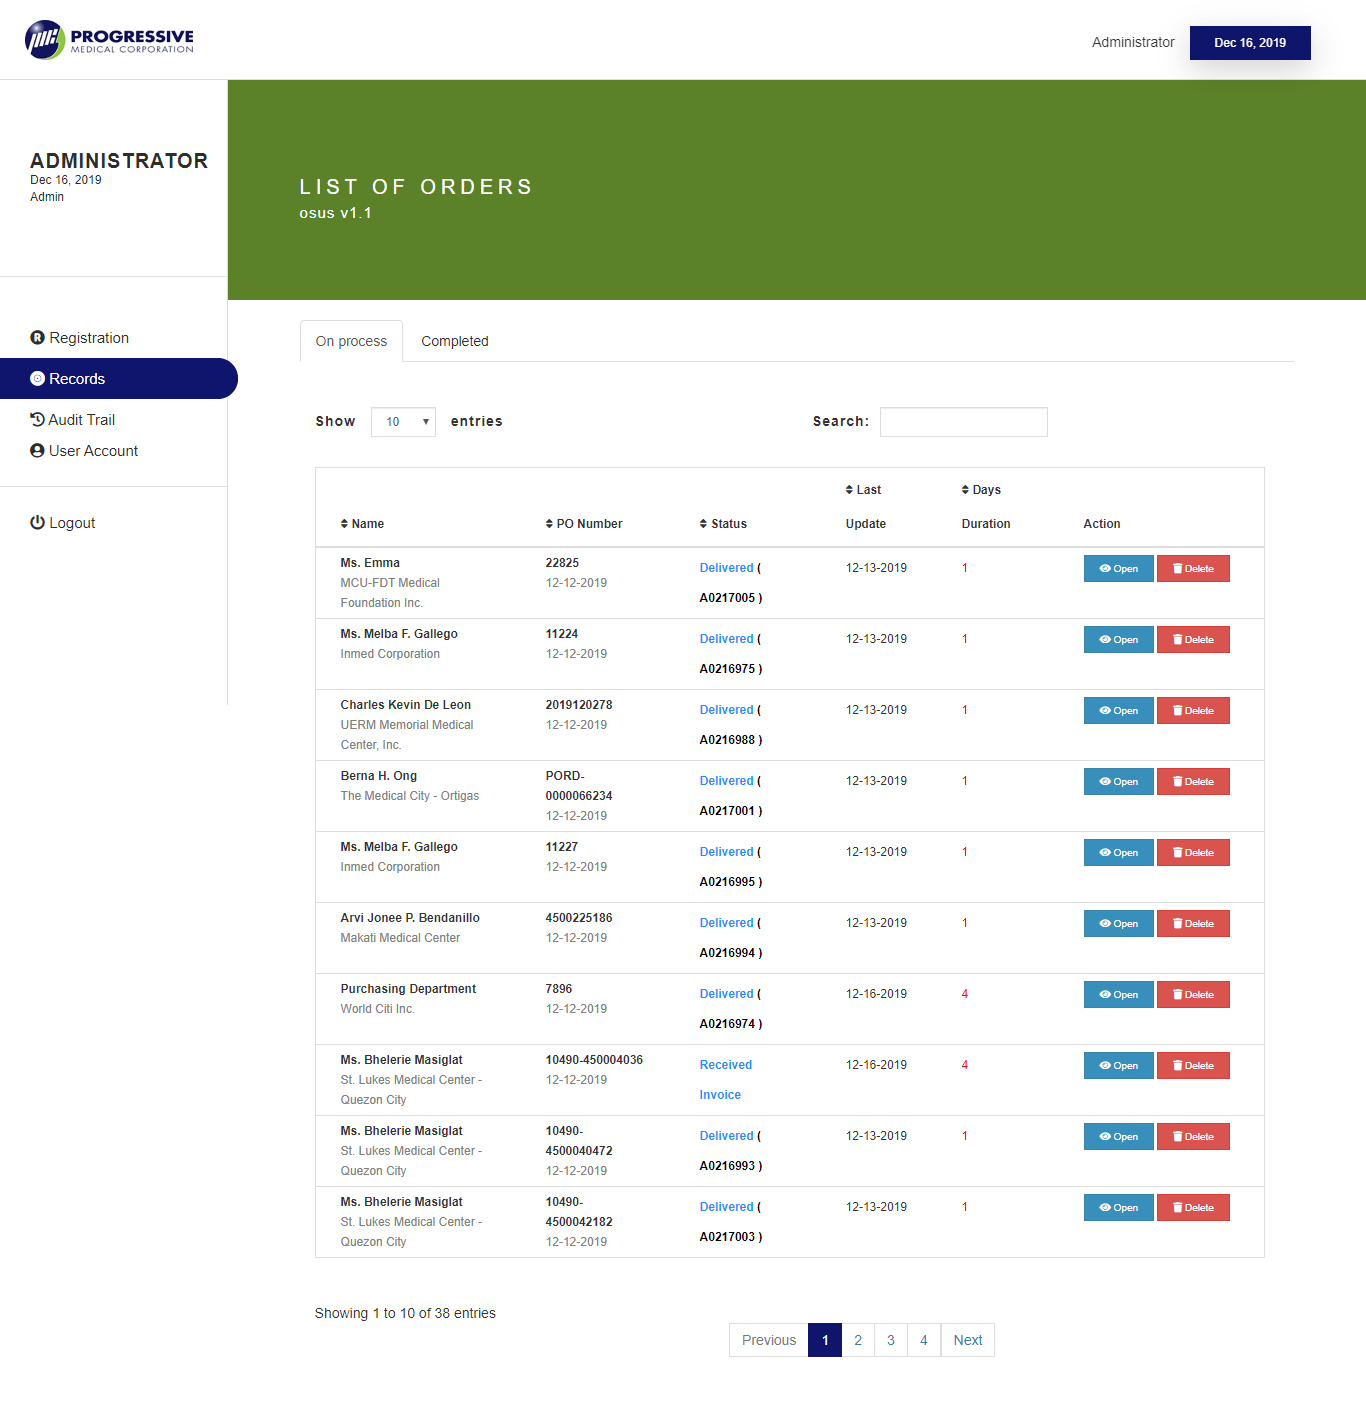 PROGRESSIVE
MEDICAL CORPORATION
Administrator
Dec 16, 2019
ADMINISTRATOR
Dec 16, 2019
Admin
LIST OF ORDERS
osus v1.1
Registration
Records
Audit Trail
User Account
Logout
On process Completed
Show 10 entries Search:
Name PO Number Status Last Update Days Duration Action
Ms. Emma 22825 Delivered ( 12-13-2019 1 Open Delete
MCU-FDT Medical 12-12-2019
Foundation Inc. A0217005 )
Ms. Melba F. Gallego 11224 Delivered ( 12-13-2019 1 Open Delete
Inmed Corporation 12-12-2019
A0216975 )
Charles Kevin De Leon 2019120278 Delivered ( 12-13-2019 1 Open Delete
UERM Memorial Medical 12-12-2019
Center, Inc. A0216988 )
Berna H. Ong PORD- Delivered ( 12-13-2019 1 Open Delete
The Medical City - Ortigas 0000066234
12-12-2019 A0217001 )
Ms. Melba F. Gallego 11227 Delivered ( 12-13-2019 1 Open Delete
Inmed Corporation 12-12-2019
A0216995 )
Arvi Jonee P. Bendanillo 4500225186 Delivered ( 12-13-2019 1 Open Delete
Makati Medical Center 12-12-2019
A0216994 )
Purchasing Department 7896 Delivered ( 12-16-2019 4 Open Delete
World Citi Inc. 12-12-2019
A0216974 )
Ms. Bhelerie Masiglat 10490-450004036 Received 12-16-2019 4 Open Delete
St. Lukes Medical Center - 12-12-2019
Quezon City Invoice
Ms. Bhelerie Masiglat 10490- Delivered ( 12-13-2019 1 Open Delete
St. Lukes Medical Center - 4500040472
Quezon City 12-12-2019 A0216993 )
Ms. Bhelerie Masiglat 10490- Delivered ( 12-13-2019 1 Open Delete
St. Lukes Medical Center - 4500042182
Quezon City 12-12-2019 A0217003 )
Showing 1 to 10 of 38 entries
Previous 1 2 3 4 Next